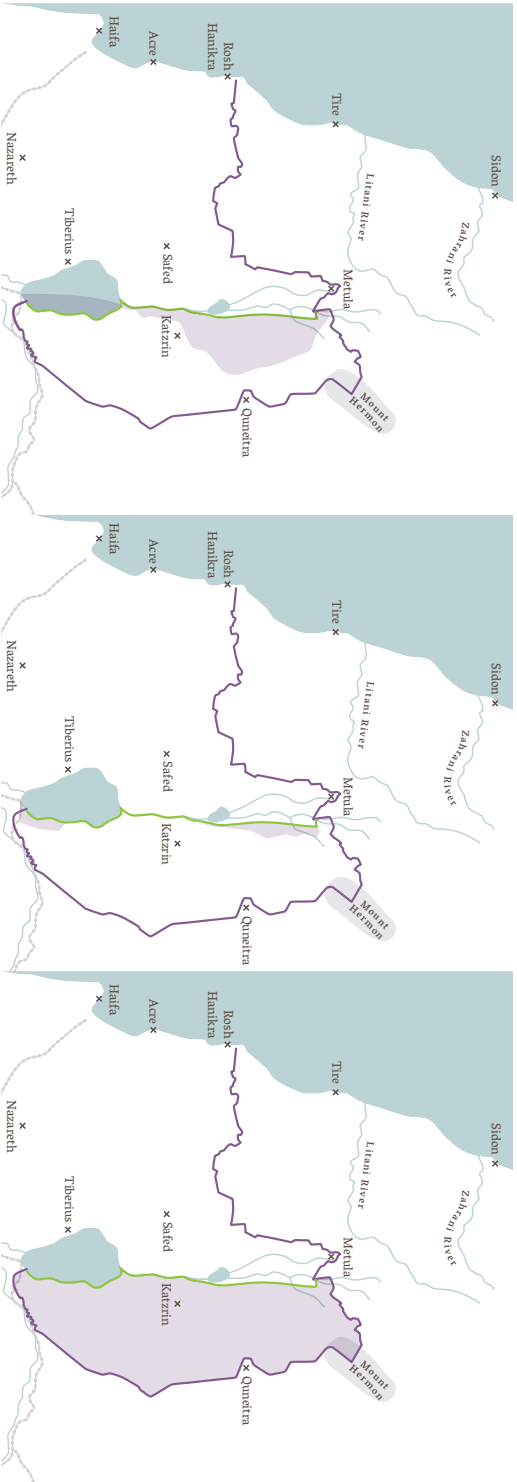 Sidon
Zahrani River
Tire
Litani River
Mount
Hermon
Metula
Rosh
Hanikra
Quneitra
Safed
Katzrin
Acre
Haifa
Tiberius
Nazareth
Sidon
Zahrani River
Tire
Litani River
Mount
Hermon
Metula
Rosh
Hanikra
Quneitra
Safed
Katzrin
Acre
Haifa
Tiberius
Nazareth
Sidon
Zahrani River
Tire
Litani River
Mount
Hermon
Metula
Rosh
Hanikra
Quneitra
Safed
Katzrin
Acre
Haifa
Tiberius
Nazareth